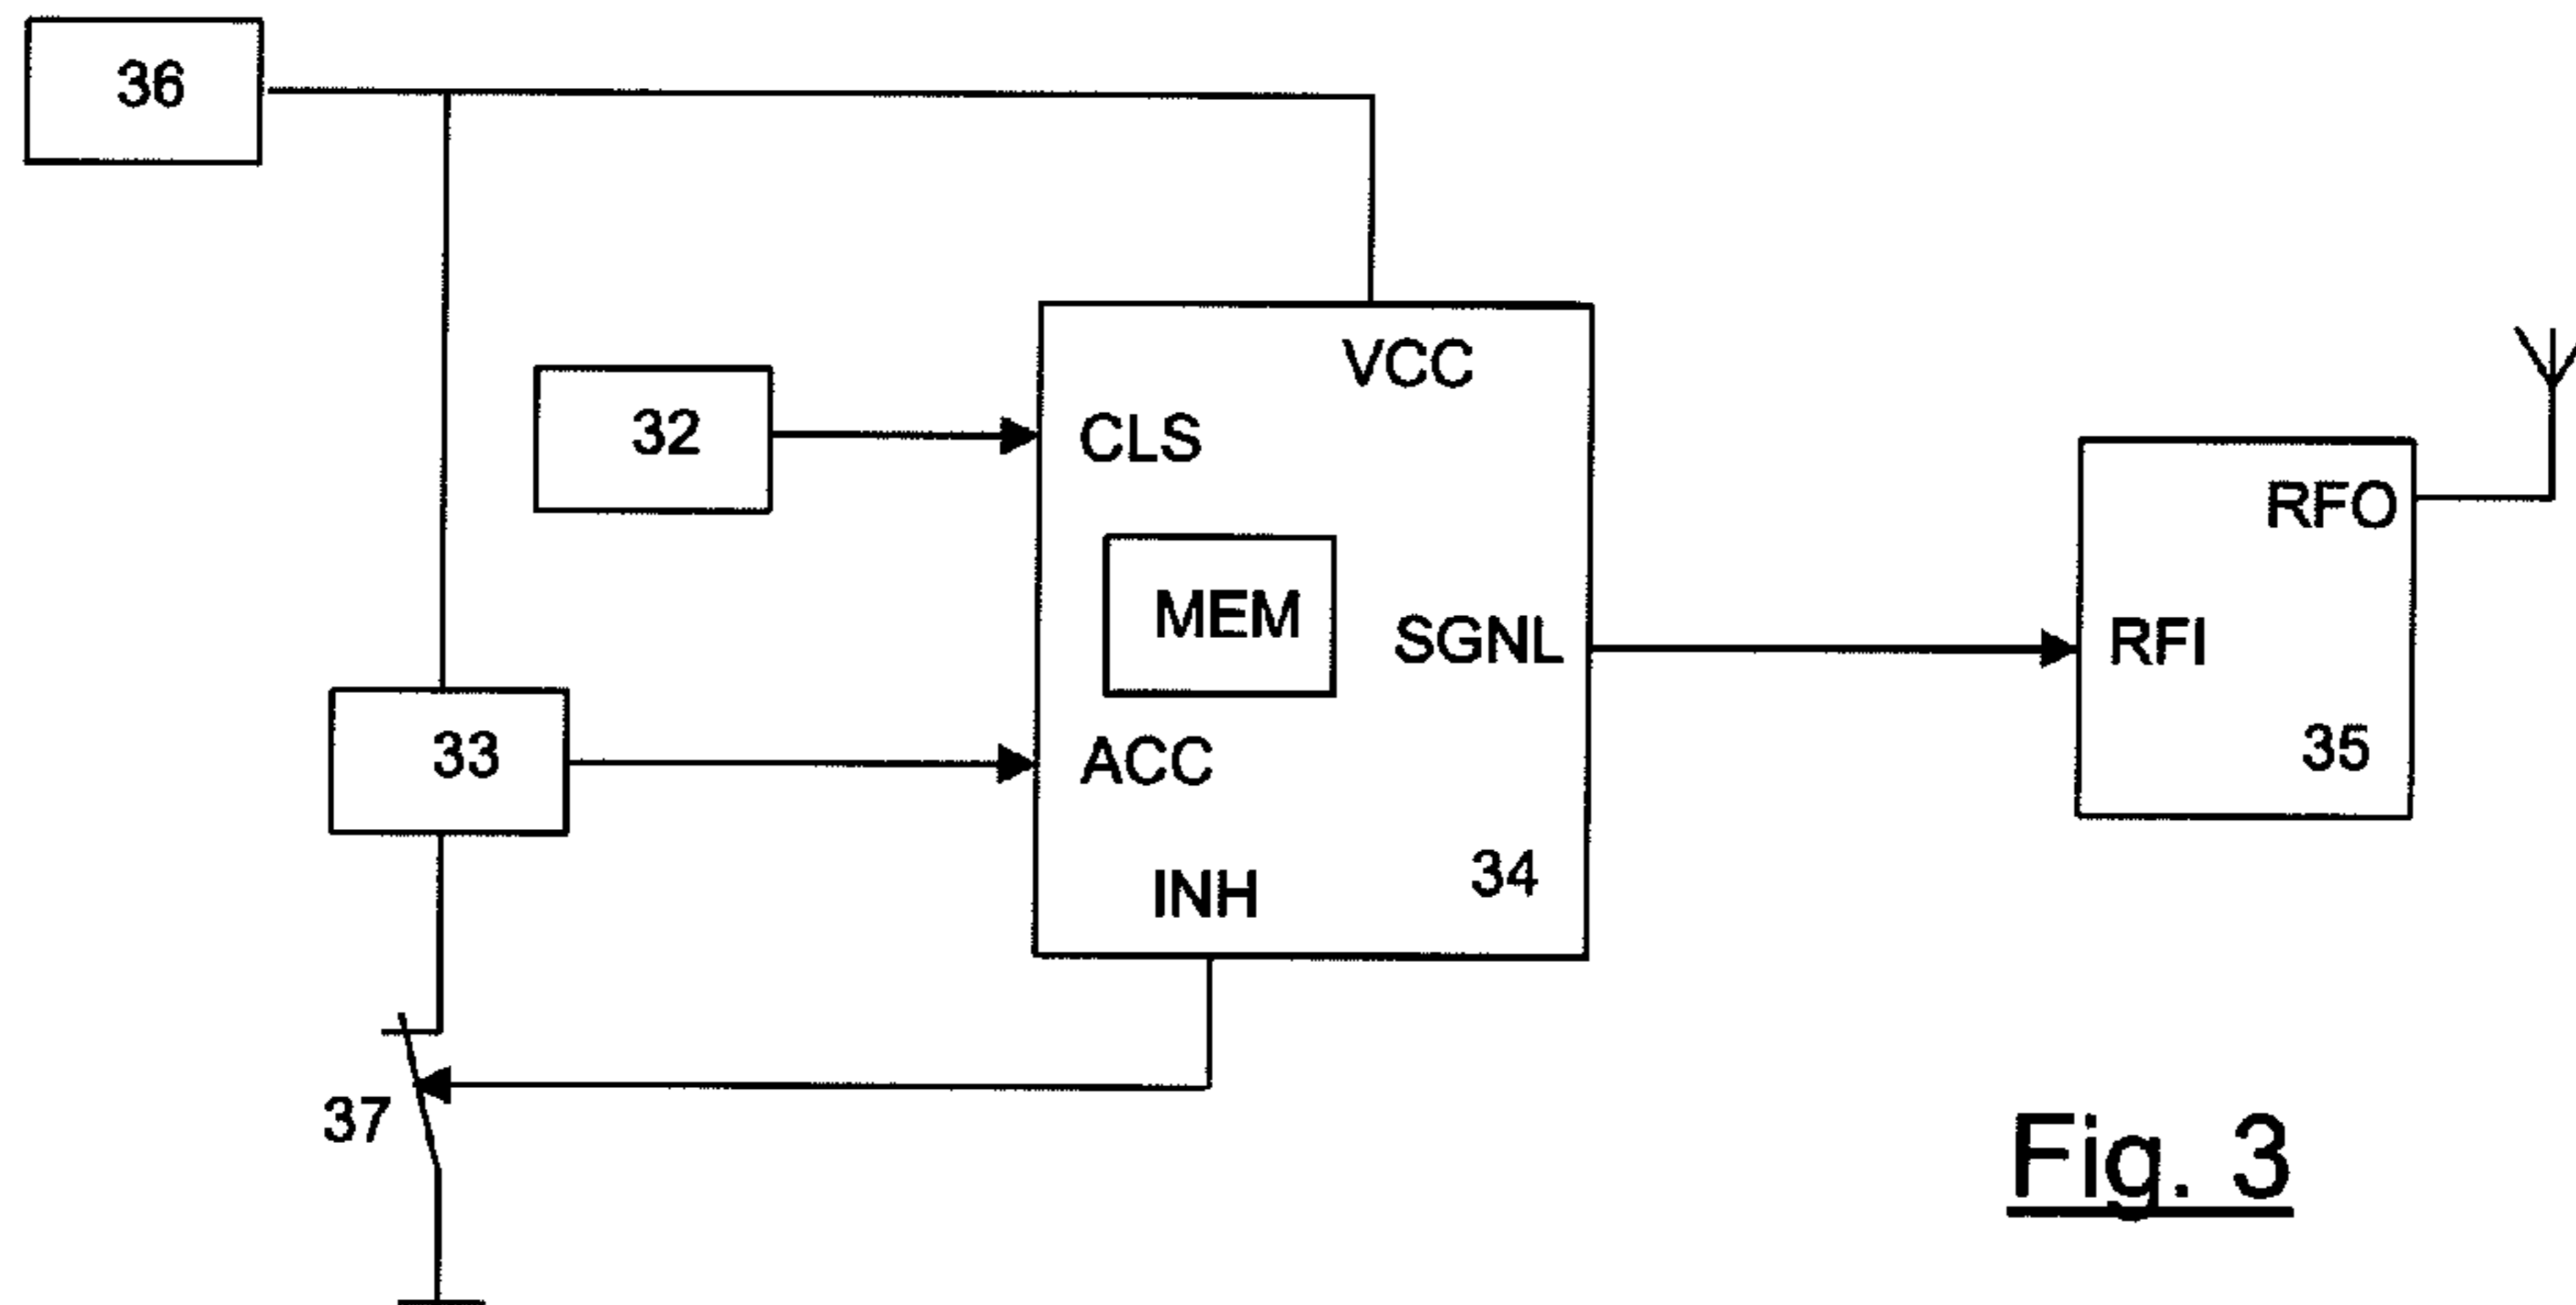 36
VCC
32
CLS
RFO
MEM
SGNL
RFI
33
ACC
35
34
INH
37
Fig. 3